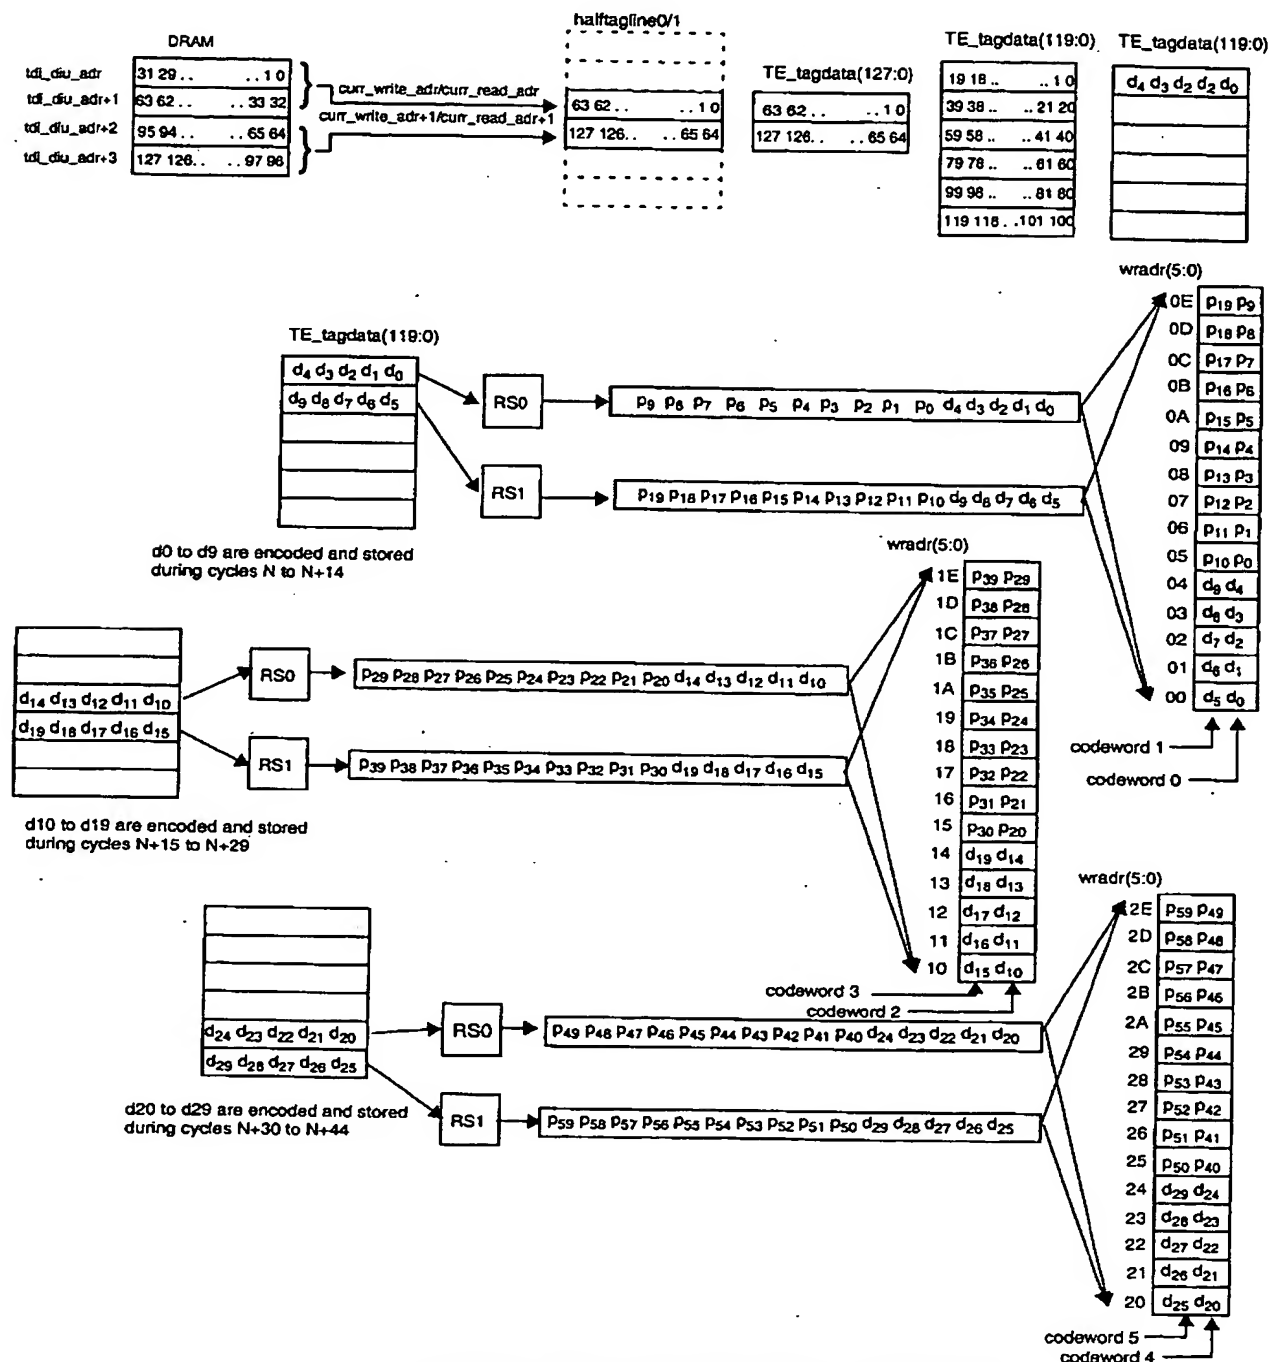 halftagline0/1
DRAM
TE_tagdata(119:0) TE_tagdata(119:0)
tdi_diu_adr 31 29 .. ..1 0
curr_write_adr/curr_read_adr
TE_tagdata(127:0)
19 18 .. ..1 0
d4 d3 d2 d2 d0
tdi_diu_adr+1 63 62 .. ..33 32
63 62 .. ..1 0
63 62 .. ..1 0
39 38 .. ..21 20
curr_write_adr+1/curr_read_adr+1
tdi_diu_adr+2 95 94 .. ..65 64
127 126.. ..65 64
127 126.. ..65 64
59 58 .. ..41 40
tdi_diu_adr+3 127 126.. ..97 96
79 78 .. ..61 60
99 98 .. ..81 80
119 118 . .101 100
wradr(5:0)
0E p19 p9
0D p18 p8
0C p17 p7
0B p16 p6
0A p15 p5
09 p14 p4
08 p13 p3
07 p12 p2
06 p11 p1
05 p10 p0
04 d9 d4
03 d8 d3
02 d7 d2
01 d6 d1
00 d5 d0
codeword 1
codeword 0
TE_tagdata(119:0)
d4 d3 d2 d1 d0
d9 d8 d7 d6 d5
RS0
p9 p8 p7 p6 p5 p4 p3 p2 p1 p0 d4 d3 d2 d1 d0
RS1
p19 p18 p17 p16 p15 p14 p13 p12 p11 p10 d9 d8 d7 d6 d5
d0 to d9 are encoded and stored
during cycles N to N+14
wradr(5:0)
1E p39 p29
1D p38 p28
1C p37 p27
1B p36 p26
1A p35 p25
19 p34 p24
18 p33 p23
17 p32 p22
16 p31 p21
15 p30 p20
14 d19 d14
13 d18 d13
12 d17 d12
11 d16 d11
10 d15 d10
codeword 3
codeword 2
d14 d13 d12 d11 d10
d19 d18 d17 d16 d15
RS0
p29 p28 p27 p26 p25 p24 p23 p22 p21 p20 d14 d13 d12 d11 d10
RS1
p39 p38 p37 p36 p35 p34 p33 p32 p31 p30 d19 d18 d17 d16 d15
d10 to d19 are encoded and stored
during cycles N+15 to N+29
wradr(5:0)
2E p59 p49
2D p58 p48
2C p57 p47
2B p56 p46
2A p55 p45
29 p54 p44
28 p53 p43
27 p52 p42
26 p51 p41
25 p50 p40
24 d29 d24
23 d28 d23
22 d27 d22
21 d26 d21
20 d25 d20
codeword 5
codeword 4
d24 d23 d22 d21 d20
d29 d28 d27 d26 d25
RS0
p49 p48 p47 p46 p45 p44 p43 p42 p41 p40 d24 d23 d22 d21 d20
RS1
p59 p58 p57 p56 p55 p54 p53 p52 p51 p50 d29 d28 d27 d26 d25
d20 to d29 are encoded and stored
during cycles N+30 to N+44